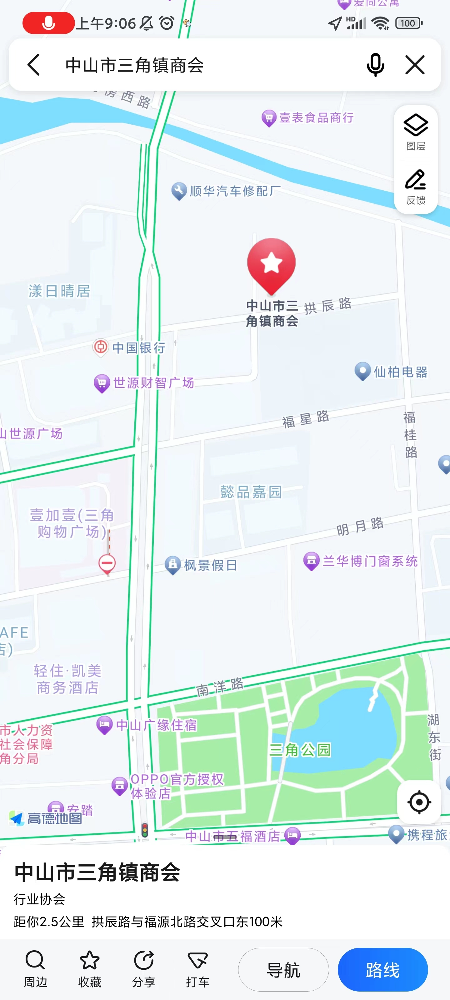 爱尚公寓
上午9:06
HD
100
中山市三角镇商会
房西路
壹表食品商行
图层
反馈
顺华汽车修配厂
漾日晴居
中山市三
角镇商会
拱辰路
中国银行
世源财智广场
仙柏电器
福星路
福桂路
山世源广场
懿品嘉园
壹加壹(三角
购物广场)
明月路
枫景假日
兰华博门窗系统
AFE
店)
轻住·凯美
商务酒店
南洋路
中山广缘住宿
市人力资
社会保障
角分局
三角公园
湖东街
OPPO官方授权
体验店
安踏
高德地图
中山市五福酒店
携程旅
中山市三角镇商会
行业协会
距你2.5公里 拱辰路与福源北路交叉口东100米
周边
收藏
分享
打车
导航
路线